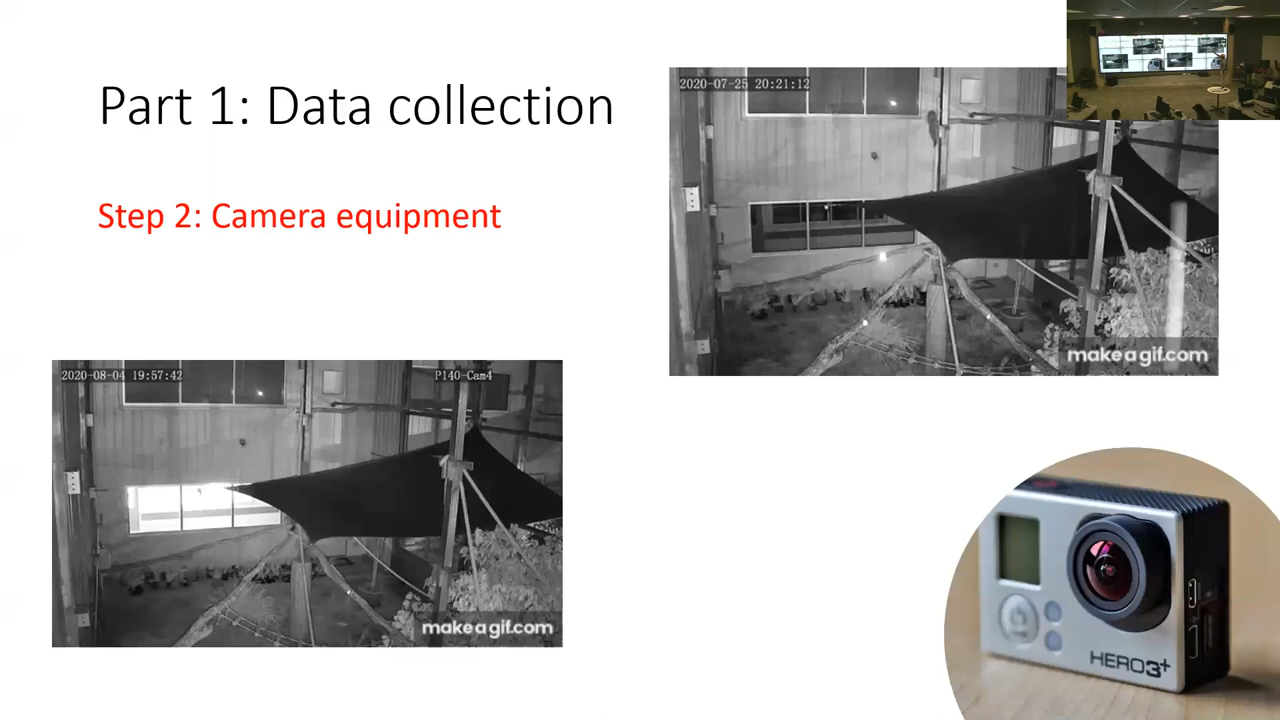 Part 1: Data collection
2020-07-25 20:21:12
Step 2: Camera equipment
makeagif.com
2020-08-04 19:57:42
P140-Cam4
makeagif.com
HERO3+